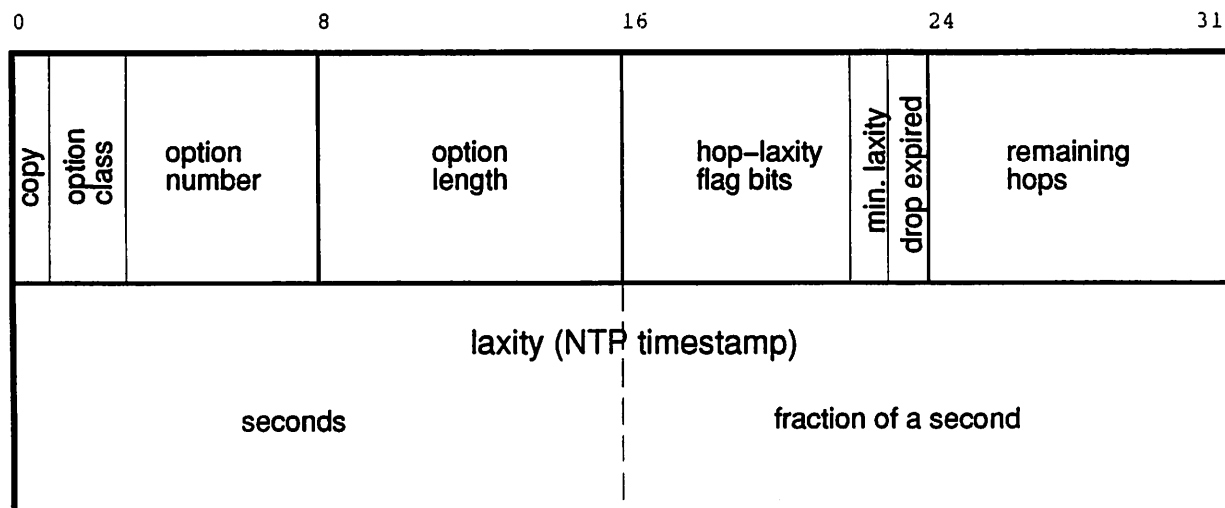 0 8 16 24 31
copy
option
class
option
number
option
length
hop-laxity
flag bits
min. laxity
drop expired
remaining
hops
laxity (NTP timestamp)
seconds
fraction of a second